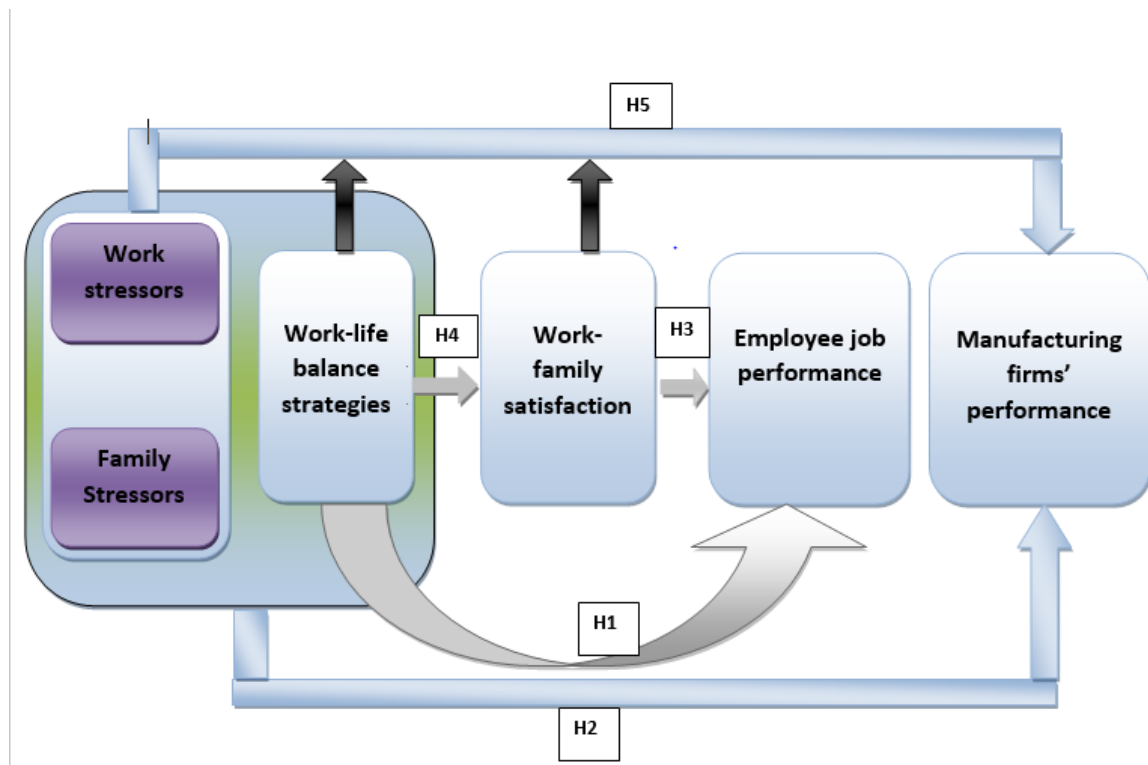 H5
Work
stressors
Family
Stressors
Work-life
balance
strategies
H4
Work-
family
satisfaction
H3
Employee job
performance
Manufacturing
firms’
performance
H1
H2